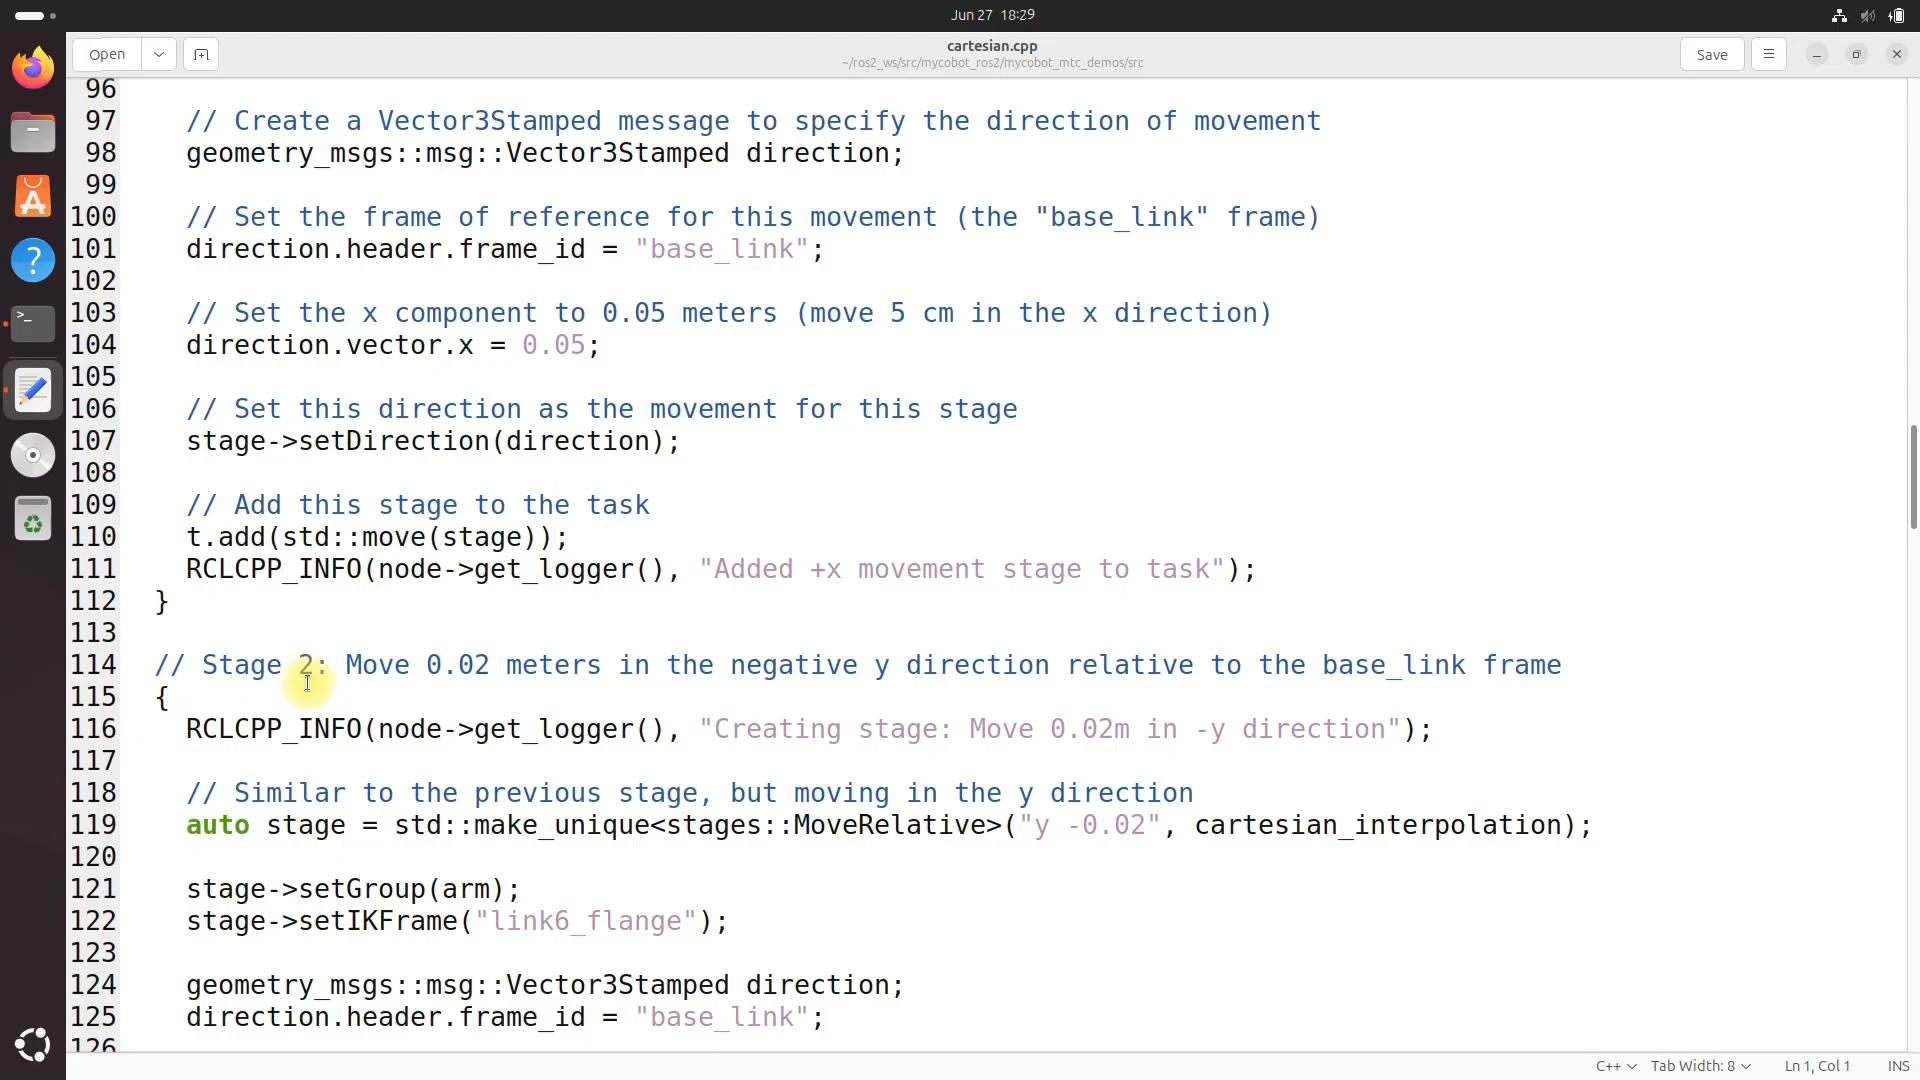 Jun 27 18:29
Open
cartesian.cpp
~/ros2_ws/src/mycobot_ros2/mycobot_mtc_demos/src
Save
96
97 // Create a Vector3Stamped message to specify the direction of movement
98 geometry_msgs::msg::Vector3Stamped direction;
99
100 // Set the frame of reference for this movement (the "base_link" frame)
101 direction.header.frame_id = "base_link";
102
103 // Set the x component to 0.05 meters (move 5 cm in the x direction)
104 direction.vector.x = 0.05;
105
106 // Set this direction as the movement for this stage
107 stage->setDirection(direction);
108
109 // Add this stage to the task
110 t.add(std::move(stage));
111 RCLCPP_INFO(node->get_logger(), "Added +x movement stage to task");
112 }
113
114 // Stage 2: Move 0.02 meters in the negative y direction relative to the base_link frame
115 {
116 RCLCPP_INFO(node->get_logger(), "Creating stage: Move 0.02m in -y direction");
117
118 // Similar to the previous stage, but moving in the y direction
119 auto stage = std::make_unique<stages::MoveRelative>("y -0.02", cartesian_interpolation);
120
121 stage->setGroup(arm);
122 stage->setIKFrame("link6_flange");
123
124 geometry_msgs::msg::Vector3Stamped direction;
125 direction.header.frame_id = "base_link";
126
C++ Tab Width: 8 Ln 1, Col 1 INS